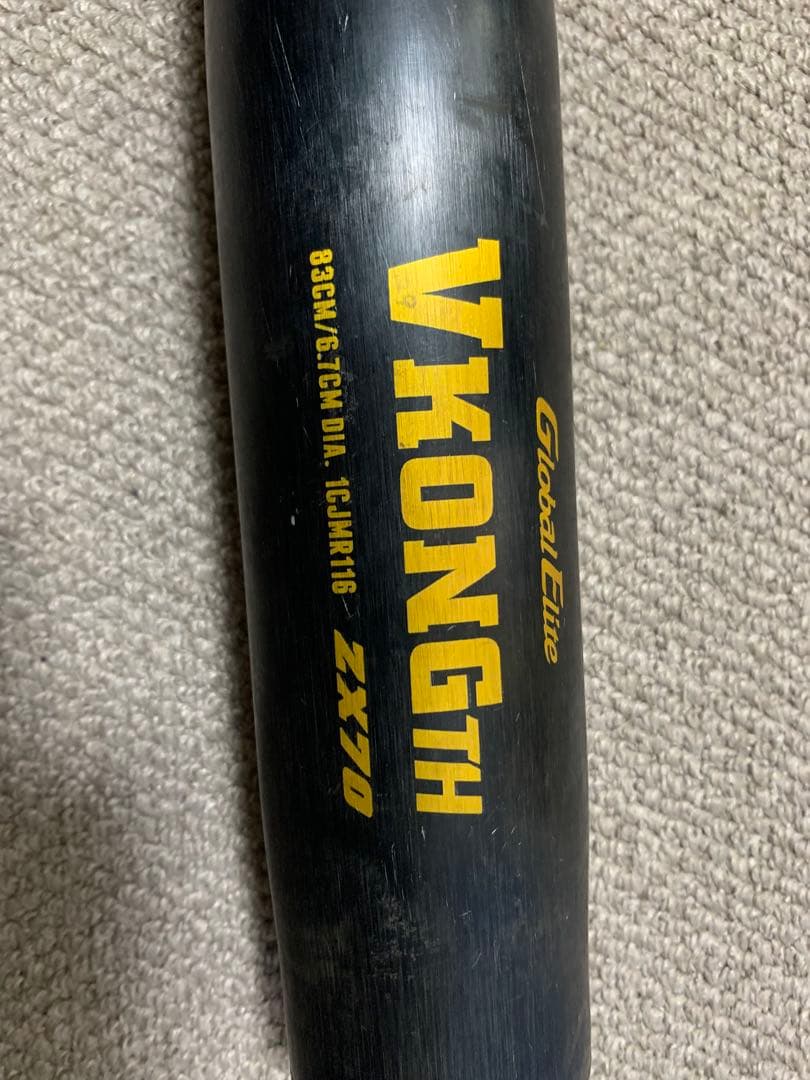 Global Elite
VKONGTH
83CM/6.7CM DIA. 1CJMR116 ZX70